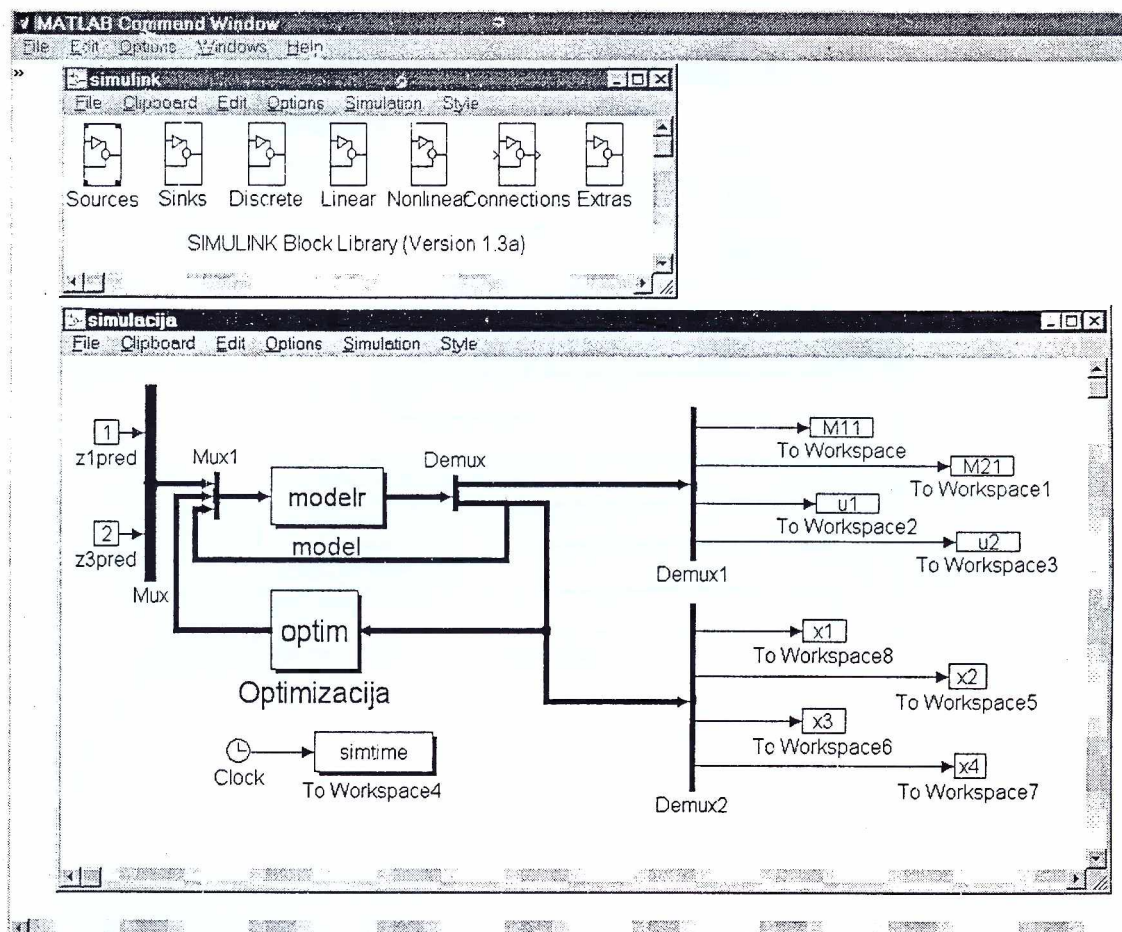 MATLAB Command Window
File Edit Options Windows Help
»
simulink
File Clipboard Edit Options Simulation Style
Sources Sinks Discrete Linear Nonlinear Connections Extras
SIMULINK Block Library (Version 1.3a)
simulacija
File Clipboard Edit Options Simulation Style
1
z1pred
2
z3pred
Mux
Mux1
modelr
model
Demux
optim
Optimizacija
Clock
simtime
To Workspace4
Demux1
M11
To Workspace
M21
To Workspace1
u1
To Workspace2
u2
To Workspace3
Demux2
x1
To Workspace8
x2
To Workspace5
x3
To Workspace6
x4
To Workspace7